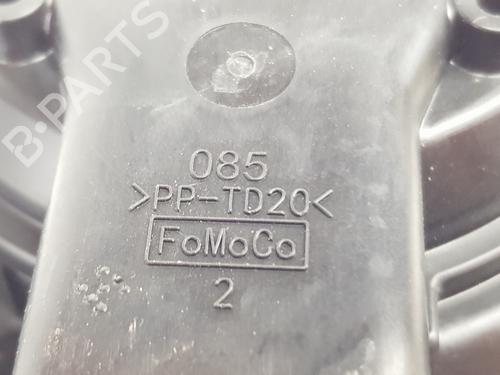 B-PARTS
085
>PP-TD20<
FoMoCo
2